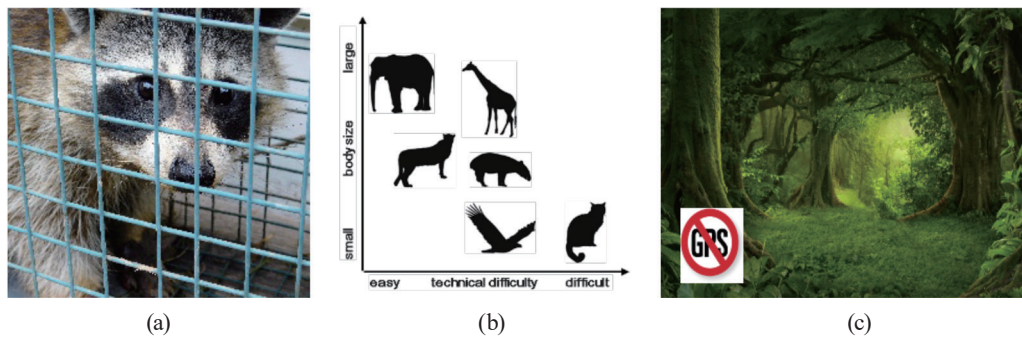 large
body size
small
easy
technical difficulty
difficult
GPS
(a)
(b)
(c)